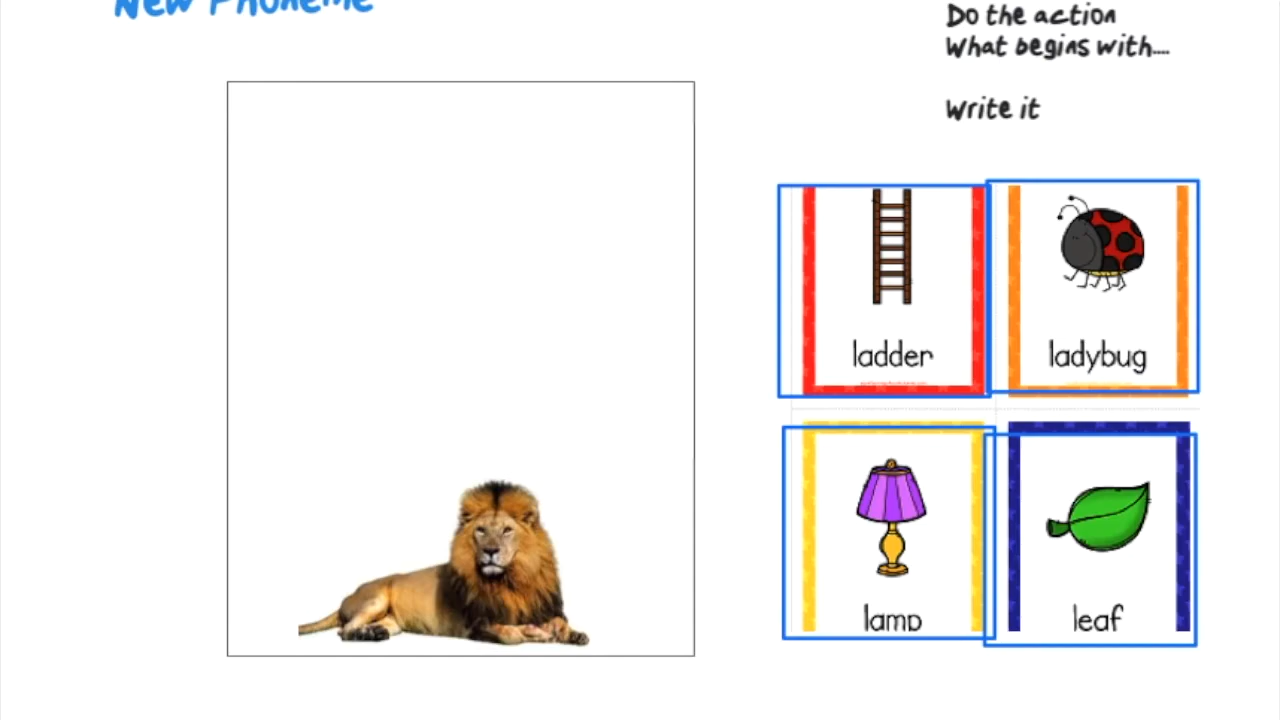 New Phoneme
Do the action
What begins with....
Write it
ladder
ladybug
lamp
leaf